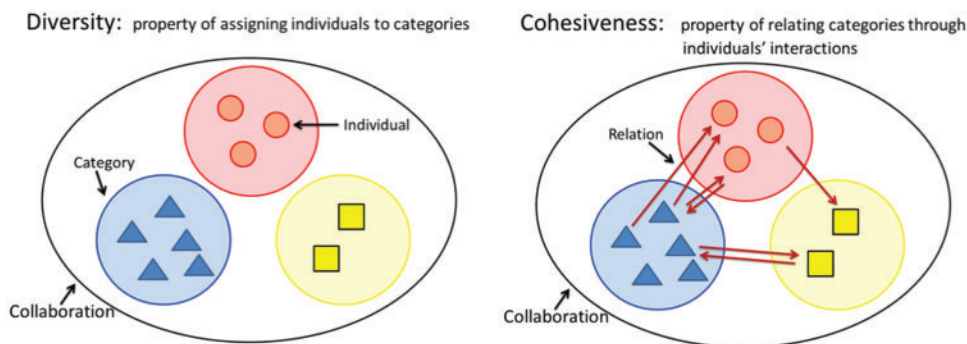 Diversity: property of assigning individuals to categories
Individual
Category
Collaboration
Cohesiveness: property of relating categories through
individuals' interactions
Relation
Collaboration